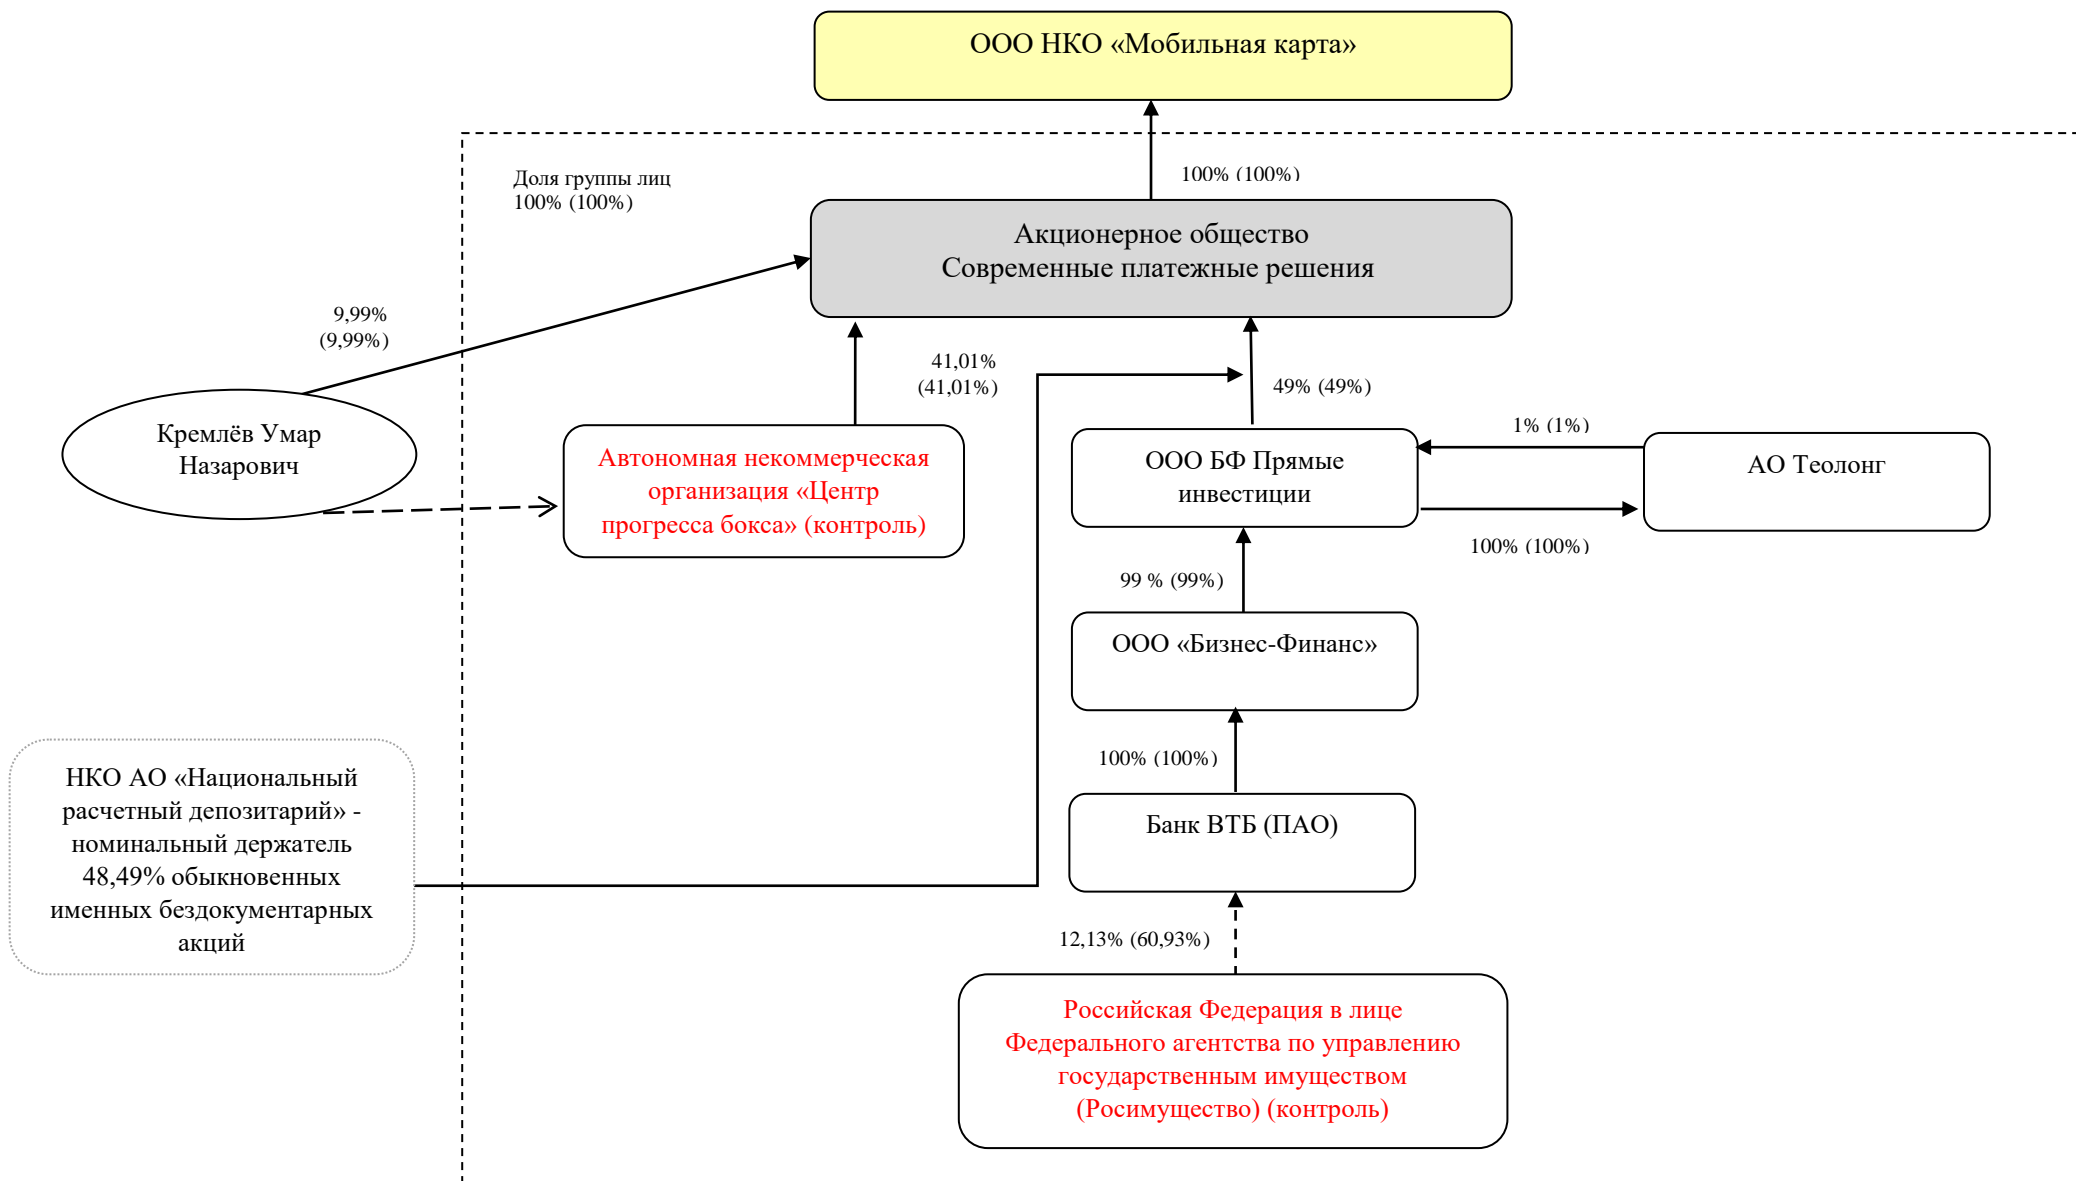 ООО НКО «Мобильная карта»
100% (100%)
Доля группы лиц
100% (100%)
Акционерное общество
Современные платежные решения
9,99%
(9,99%)
41,01%
(41,01%)
49% (49%)
Кремлёв Умар
Назарович
Автономная некоммерческая
организация «Центр
прогресса бокса» (контроль)
ООО БФ Прямые
инвестиции
1% (1%)
АО Теолонг
100% (100%)
99 % (99%)
ООО «Бизнес-Финанс»
100% (100%)
НКО АО «Национальный
расчетный депозитарий» -
номинальный держатель
48,49% обыкновенных
именных бездокументарных
акций
Банк ВТБ (ПАО)
12,13% (60,93%)
Российская Федерация в лице
Федерального агентства по управлению
государственным имуществом
(Росимущество) (контроль)